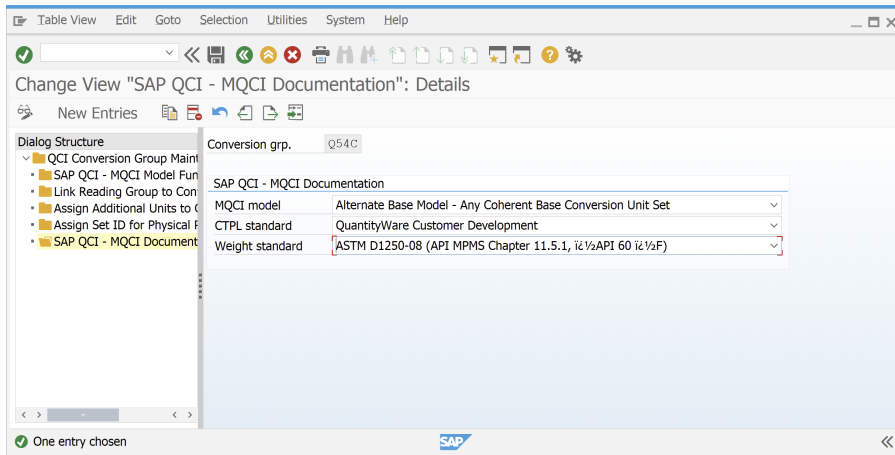 Table View Edit Goto Selection Utilities System Help
Change View "SAP QCI - MQCI Documentation": Details
New Entries
Dialog Structure
QCI Conversion Group Maint
SAP QCI - MQCI Model Fun
Link Reading Group to Con
Assign Additional Units to
Assign Set ID for Physical
SAP QCI - MQCI Document
Conversion grp. Q54C
SAP QCI - MQCI Documentation
MQCI model Alternate Base Model - Any Coherent Base Conversion Unit Set
CTPL standard QuantityWare Customer Development
Weight standard ASTM D1250-08 (API MPMS Chapter 11.5.1, ï¿½API 60 ï¿½F)
One entry chosen
SAP